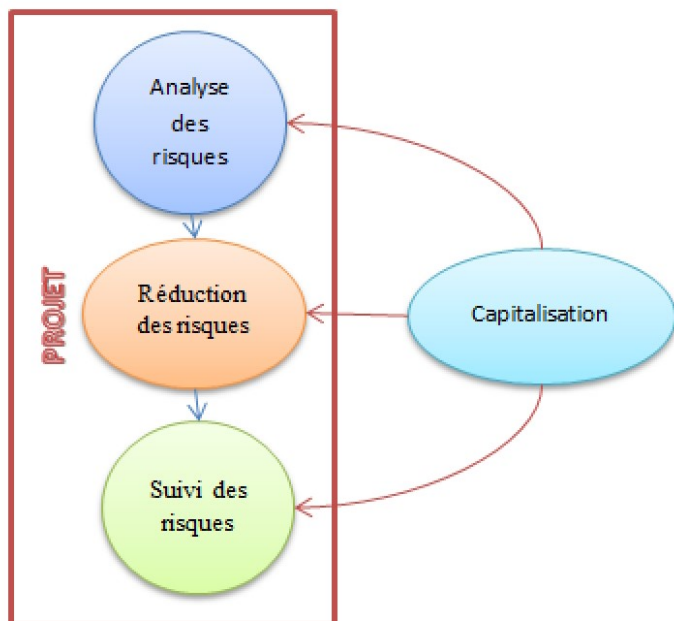 Analyse
des
risques
PROJET
Réduction
des risques
Capitalisation
Suivi des
risques